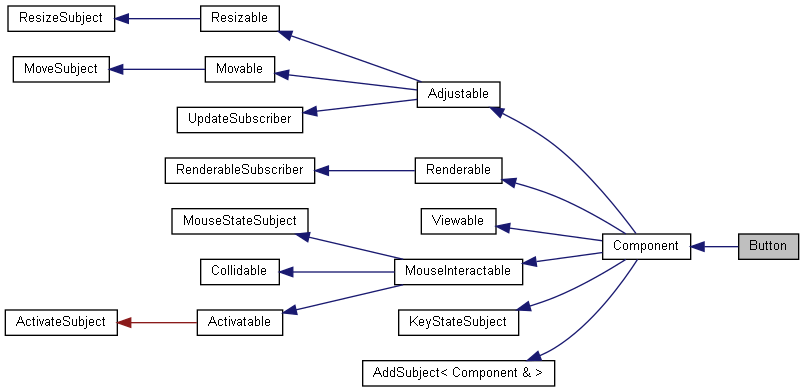 ResizeSubject
Resizable
MoveSubject
Movable
Adjustable
UpdateSubscriber
RenderableSubscriber
Renderable
MouseStateSubject
Viewable
Component
Button
Collidable
MouseInteractable
ActivateSubject
Activatable
KeyStateSubject
AddSubject< Component & >